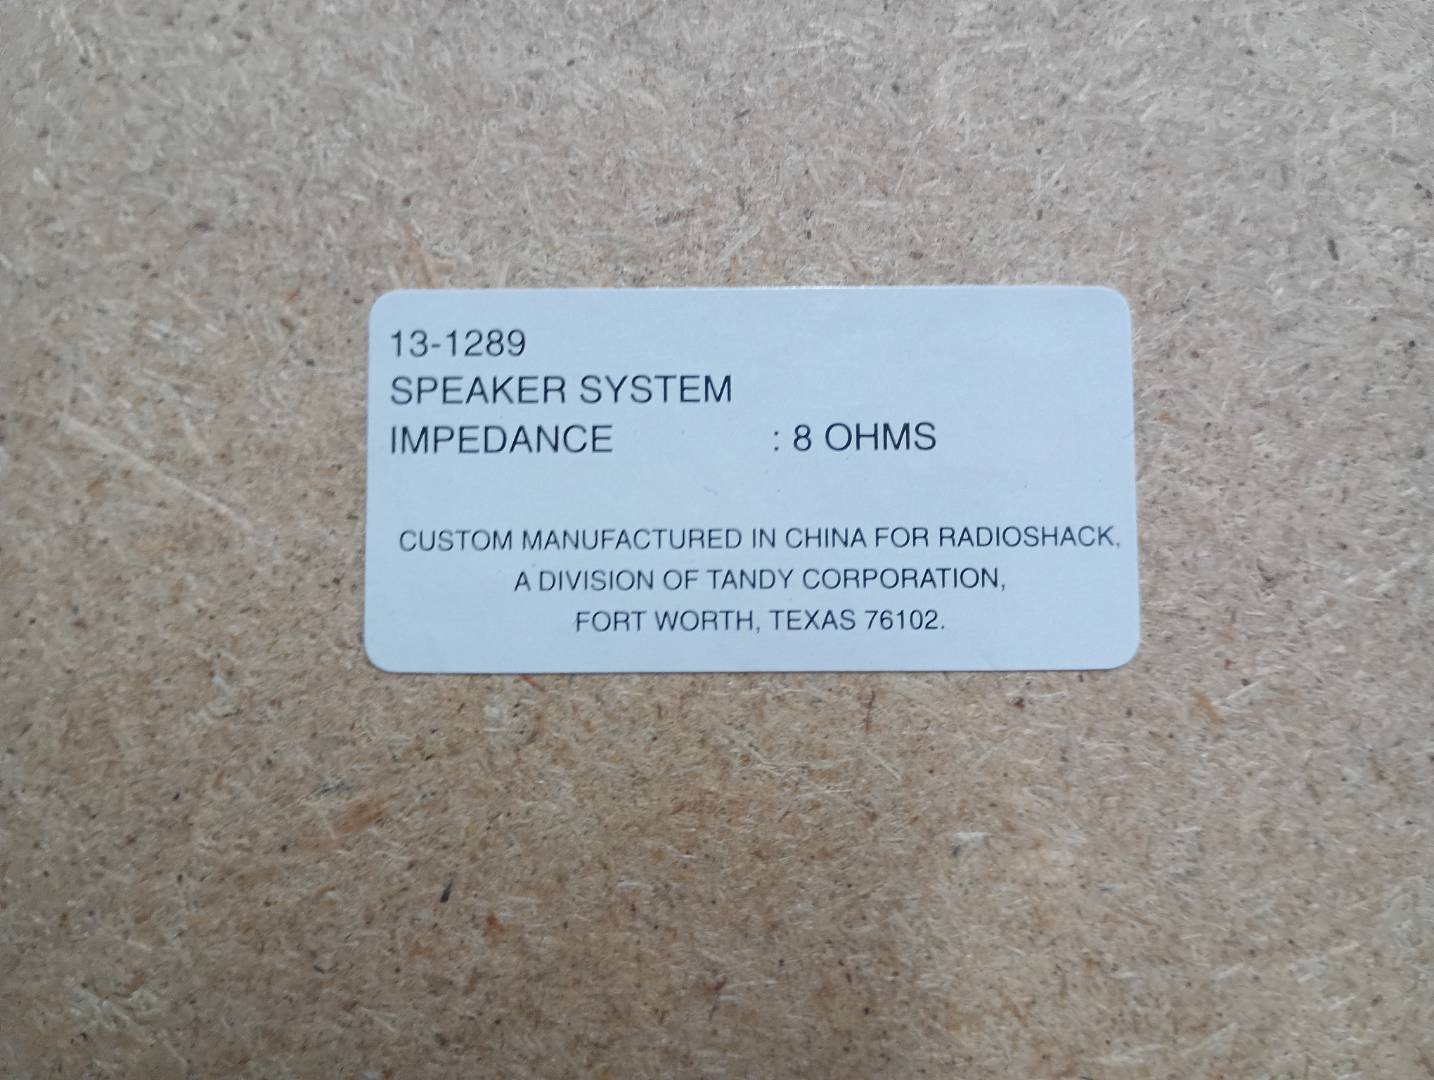 13-1289
SPEAKER SYSTEM
IMPEDANCE : 8 OHMS
CUSTOM MANUFACTURED IN CHINA FOR RADIOSHACK,
A DIVISION OF TANDY CORPORATION,
FORT WORTH, TEXAS 76102.